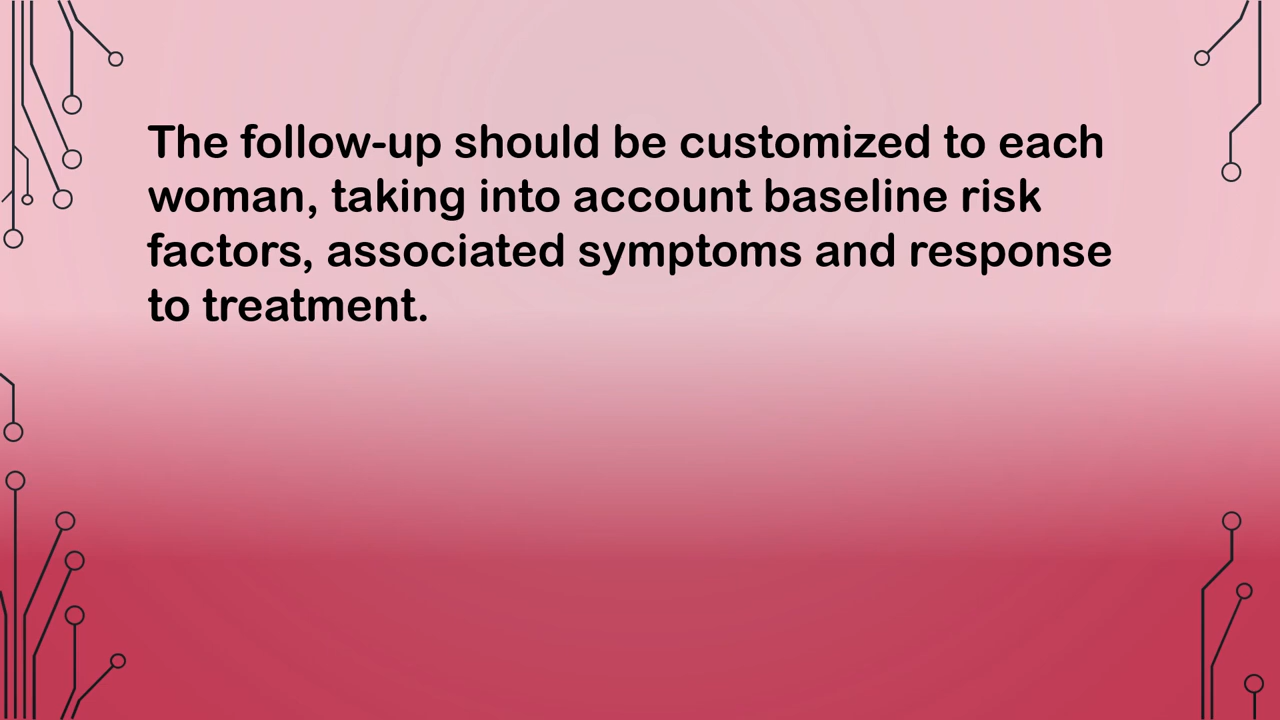 The follow-up should be customized to each
woman, taking into account baseline risk
factors, associated symptoms and response
to treatment.